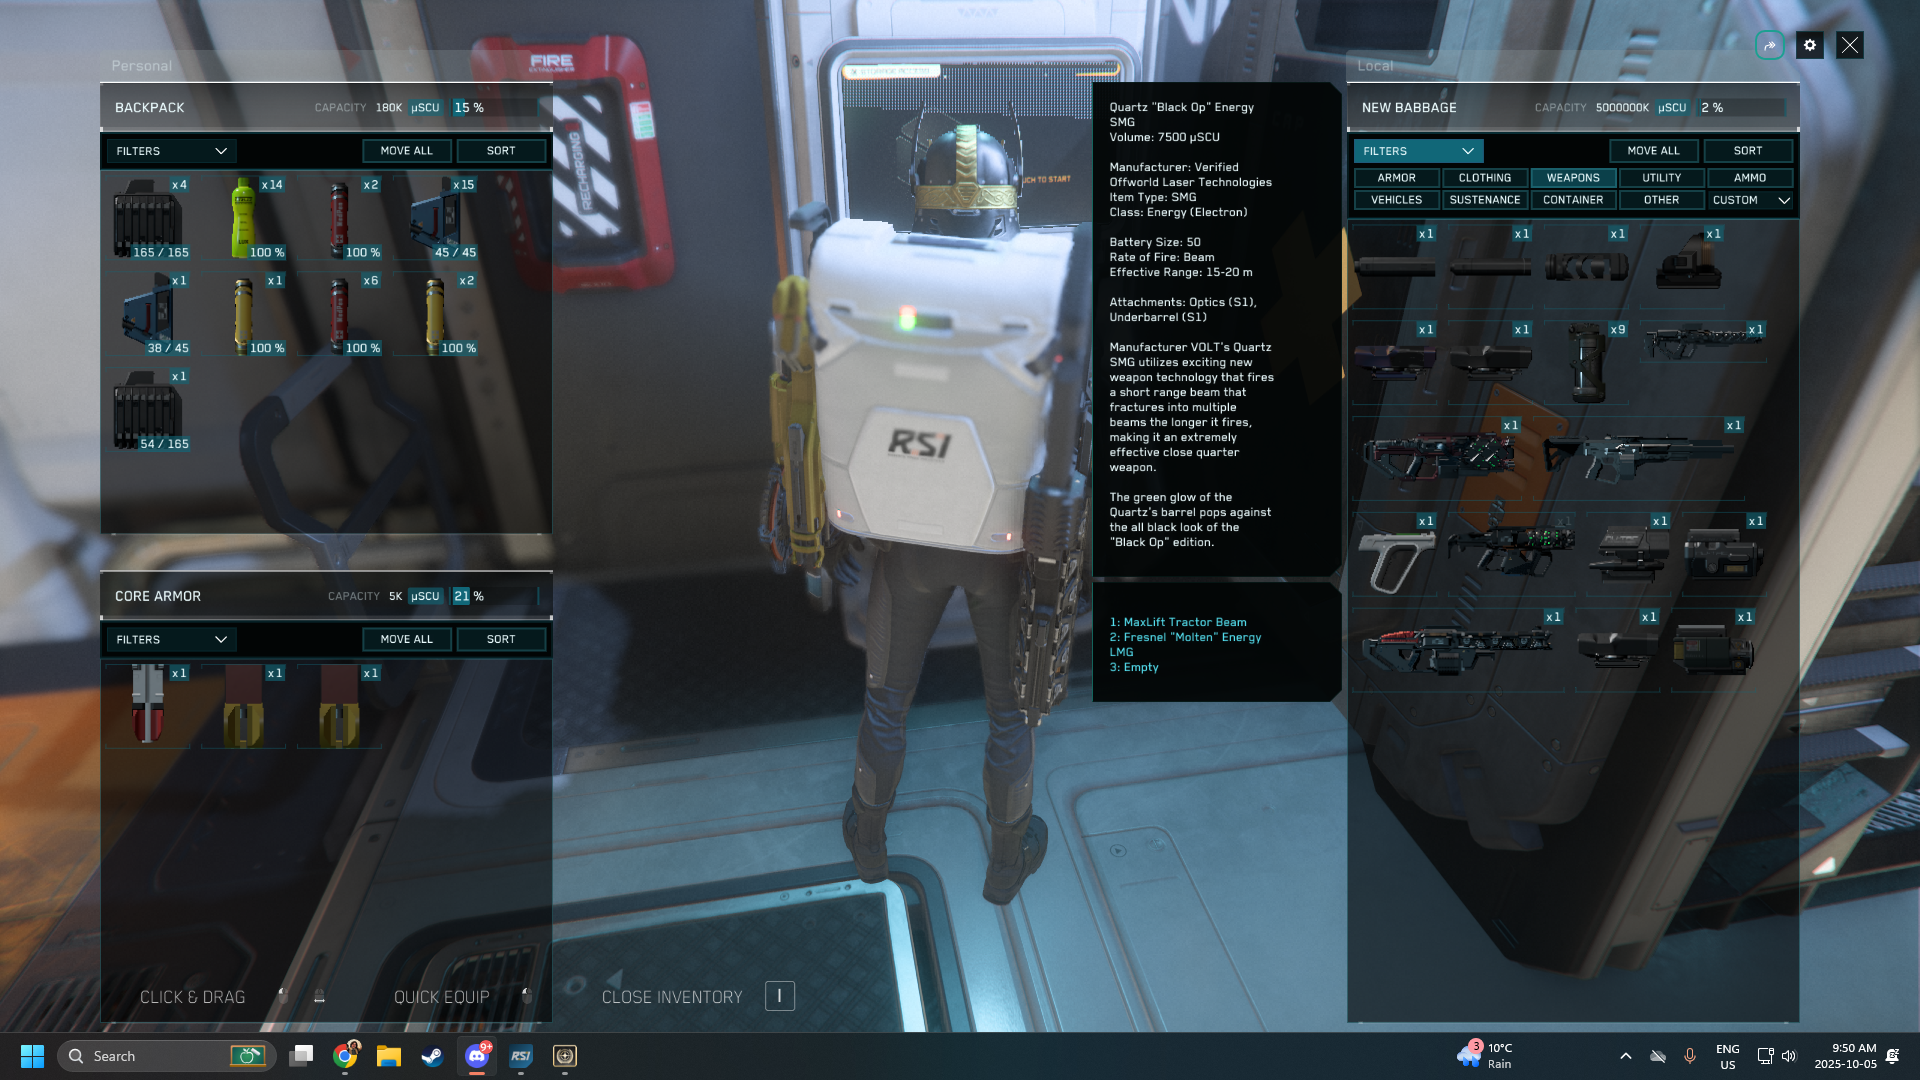 Personal
BACKPACK
CAPACITY 180K µSCU 15 %
FILTERS
MOVE ALL
SORT
x4
165 / 165
x14
100 %
x2
100 %
x15
45 / 45
x1
38 / 45
x1
100 %
x6
100 %
x2
100 %
x1
54 / 165
CORE ARMOR
CAPACITY 5K µSCU 21 %
FILTERS
MOVE ALL
SORT
x1
x1
x1
CLICK & DRAG
QUICK EQUIP
CLOSE INVENTORY
I
FIRE
EXTINGUISHER
RECHARGING
UCH TO START
RSI
Quartz "Black Op" Energy
SMG
Volume: 7500 µSCU
Manufacturer: Verified
Offworld Laser Technologies
Item Type: SMG
Class: Energy (Electron)
Battery Size: 50
Rate of Fire: Beam
Effective Range: 15-20 m
Attachments: Optics (S1),
Underbarrel (S1)
Manufacturer VOLT's Quartz
SMG utilizes exciting new
weapon technology that fires
a short range beam that
fractures into multiple
beams the longer it fires,
making it an extremely
effective close quarter
weapon.
The green glow of the
Quartz's barrel pops against
the all black look of the
"Black Op" edition.
1: MaxLift Tractor Beam
2: Fresnel "Molten" Energy
LMG
3: Empty
Local
NEW BABBAGE
CAPACITY 5000000K µSCU 2 %
FILTERS
MOVE ALL
SORT
ARMOR
CLOTHING
WEAPONS
UTILITY
AMMO
VEHICLES
SUSTENANCE
CONTAINER
OTHER
CUSTOM
x1
x1
x1
x1
x1
x1
x9
x1
x1
x1
x1
x1
x1
x1
x1
x1
Search
9+
RSI
3
10°C
Rain
ENG
US
9:50 AM
2025-10-05